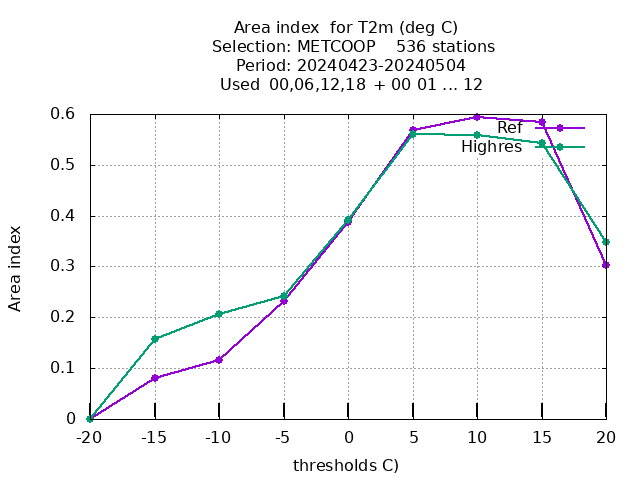 Area index  for T2m (deg C)
Selection: METCOOP    536 stations
Period: 20240423-20240504
Used  00,06,12,18  + 00 01 ... 12
Ref
Highres
0.6
0.5
0.4
0.3
0.2
0.1
0
Area index
-20 -15 -10 -5 0 5 10 15 20
thresholds C)